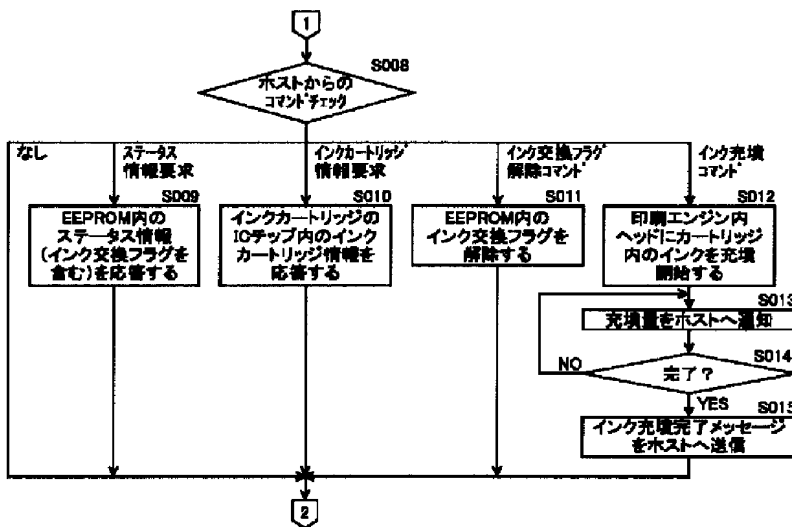 1
S008
ホストからの
コマンドチェック
なし
ステータス
情報要求
インクカートリッジ
情報要求
インク交換フラグ
解除コマンド
インク充填
コマンド
S009
EEPROM内の
ステータス情報
(インク交換フラグを
含む)を応答する
S010
インクカートリッジの
ICチップ内のインク
カートリッジ情報を
応答する
S011
EEPROM内の
インク交換フラグを
解除する
S012
印刷エンジン内
ヘッドにカートリッジ
内のインクを充填
開始する
S013
充填量をホストへ通知
S014
完了?
NO
YES
S015
インク充填完了メッセージ
をホストへ送信
2